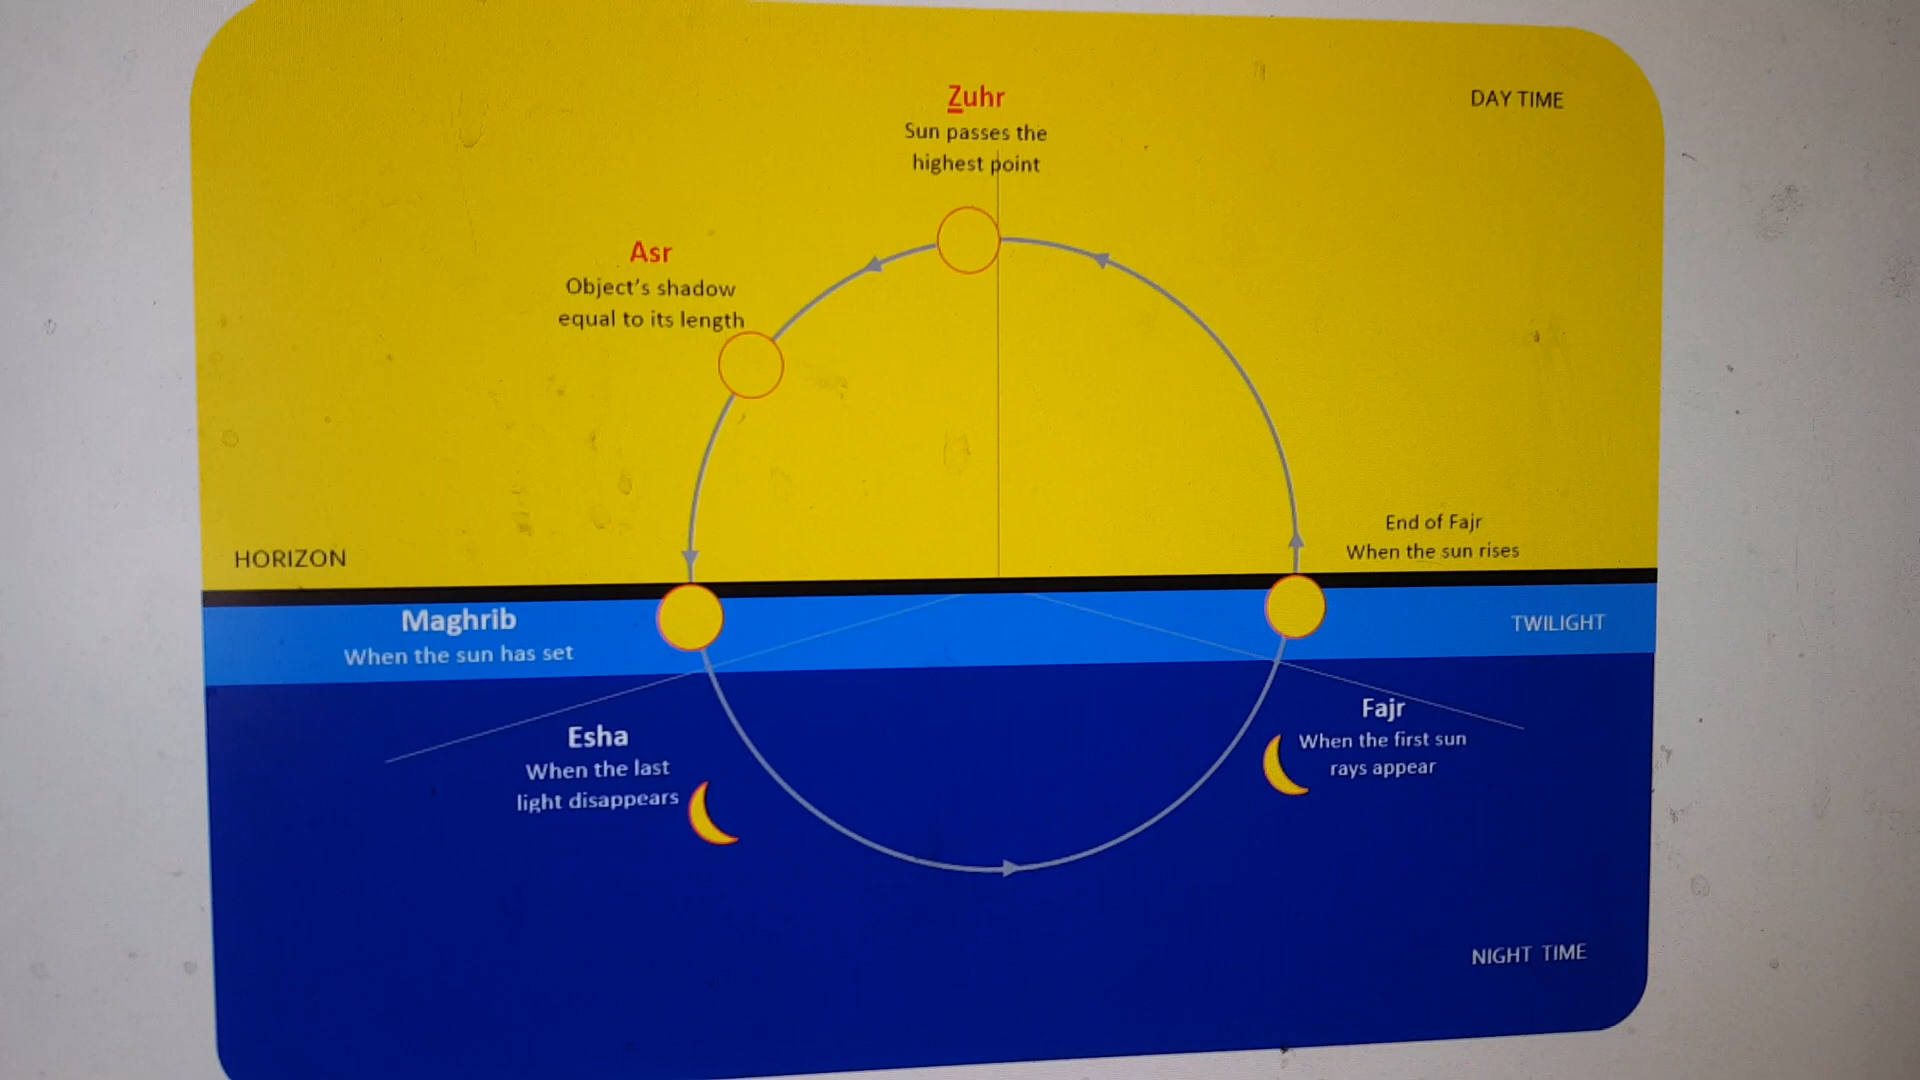 Zuhr
Sun passes the
highest point
DAY TIME
Asr
Object's shadow
equal to its length
End of Fajr
When the sun rises
HORIZON
Maghrib
When the sun has set
TWILIGHT
Esha
When the last
light disappears
Fajr
When the first sun
rays appear
NIGHT TIME